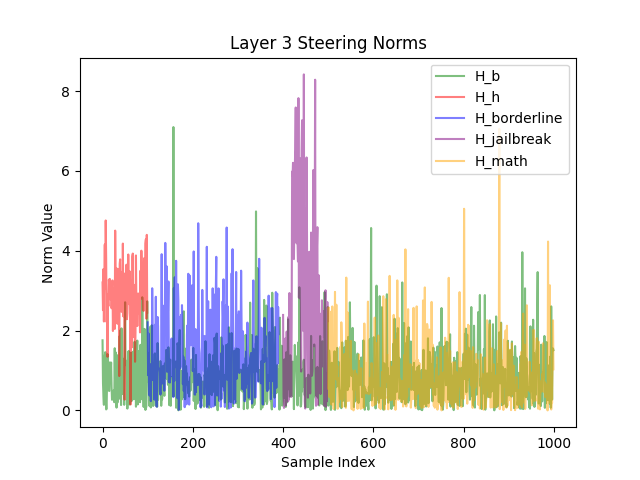 Layer 3 Steering Norms
H_b
H_h
H_borderline
H_jailbreak
H_math
Norm Value
8
6
4
2
0
0 200 400 600 800 1000
Sample Index